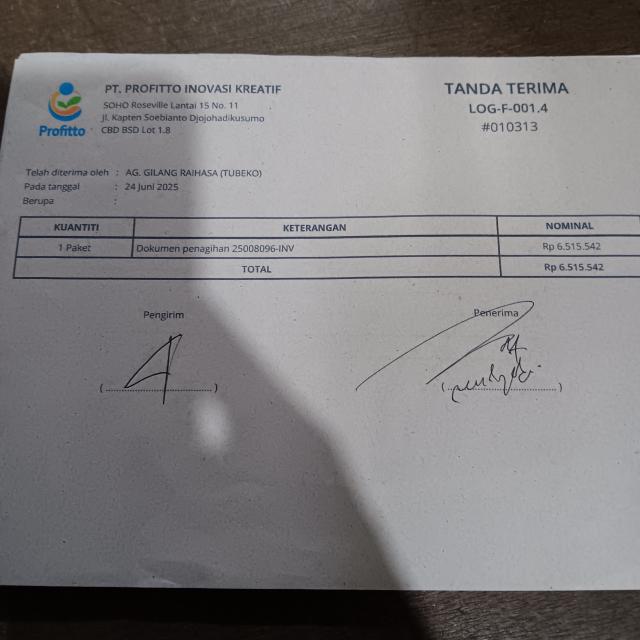 Profitto
PT. PROFITTO INOVASI KREATIF
SOHO Roseville Lantai 15 No. 11
Jl. Kapten Soebianto Djojohadikusumo
CBD BSD Lot 1.8
TANDA TERIMA
LOG-F-001.4
#010313
Telah diterima oleh : AG. GILANG RAIHASA (TUBEKO)
Pada tanggal : 24 Juni 2025
Berupa :
KUANTITI KETERANGAN NOMINAL
1 Paket Dokumen penagihan 25008096-INV Rp 6.515.542
TOTAL Rp 6.515.542
Pengirim Penerima